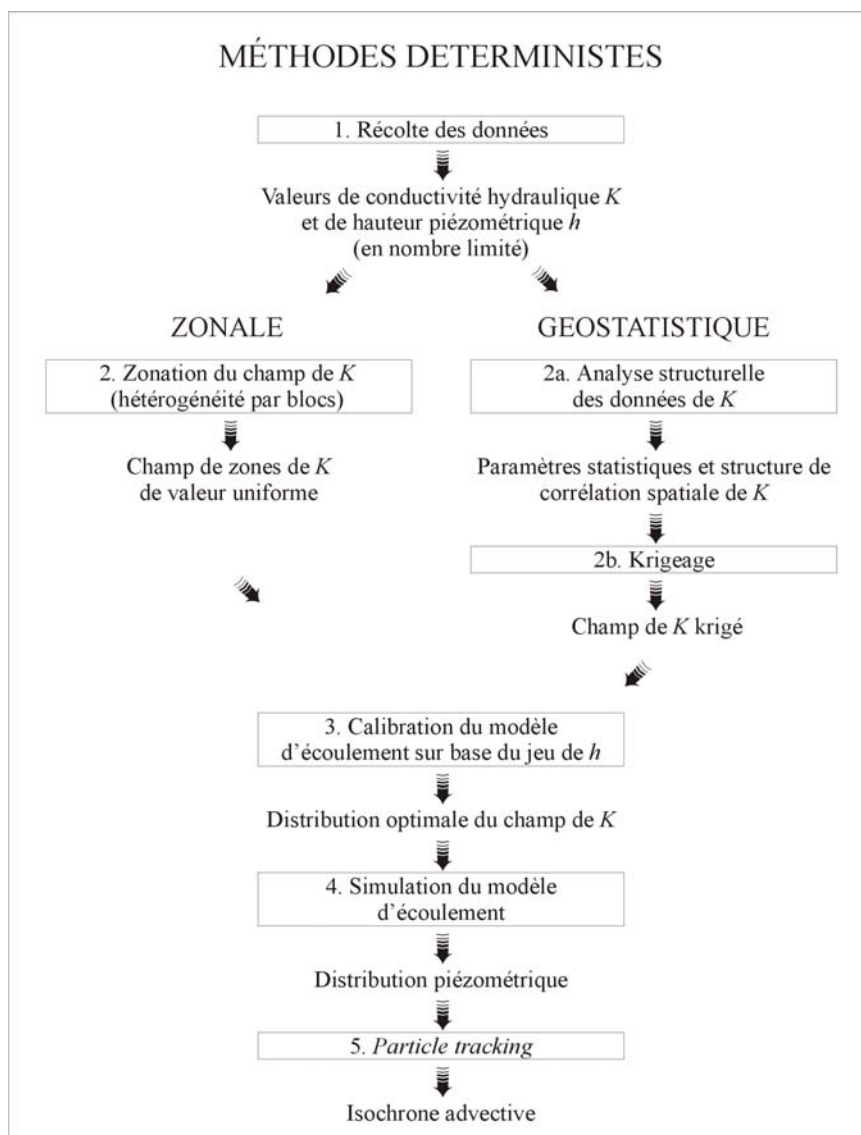 MÉTHODES DETERMINISTES
1. Récolte des données
Valeurs de conductivité hydraulique K
et de hauteur piézométrique h
(en nombre limité)
ZONALE
2. Zonation du champ de K
(hétérogénéité par blocs)
Champ de zones de K
de valeur uniforme
GEOSTATISTIQUE
2a. Analyse structurelle
des données de K
Paramètres statistiques et structure de
corrélation spatiale de K
2b. Krigeage
Champ de K krigé
3. Calibration du modèle
d’écoulement sur base du jeu de h
Distribution optimale du champ de K
4. Simulation du modèle
d’écoulement
Distribution piézométrique
5. Particle tracking
Isochrone advective